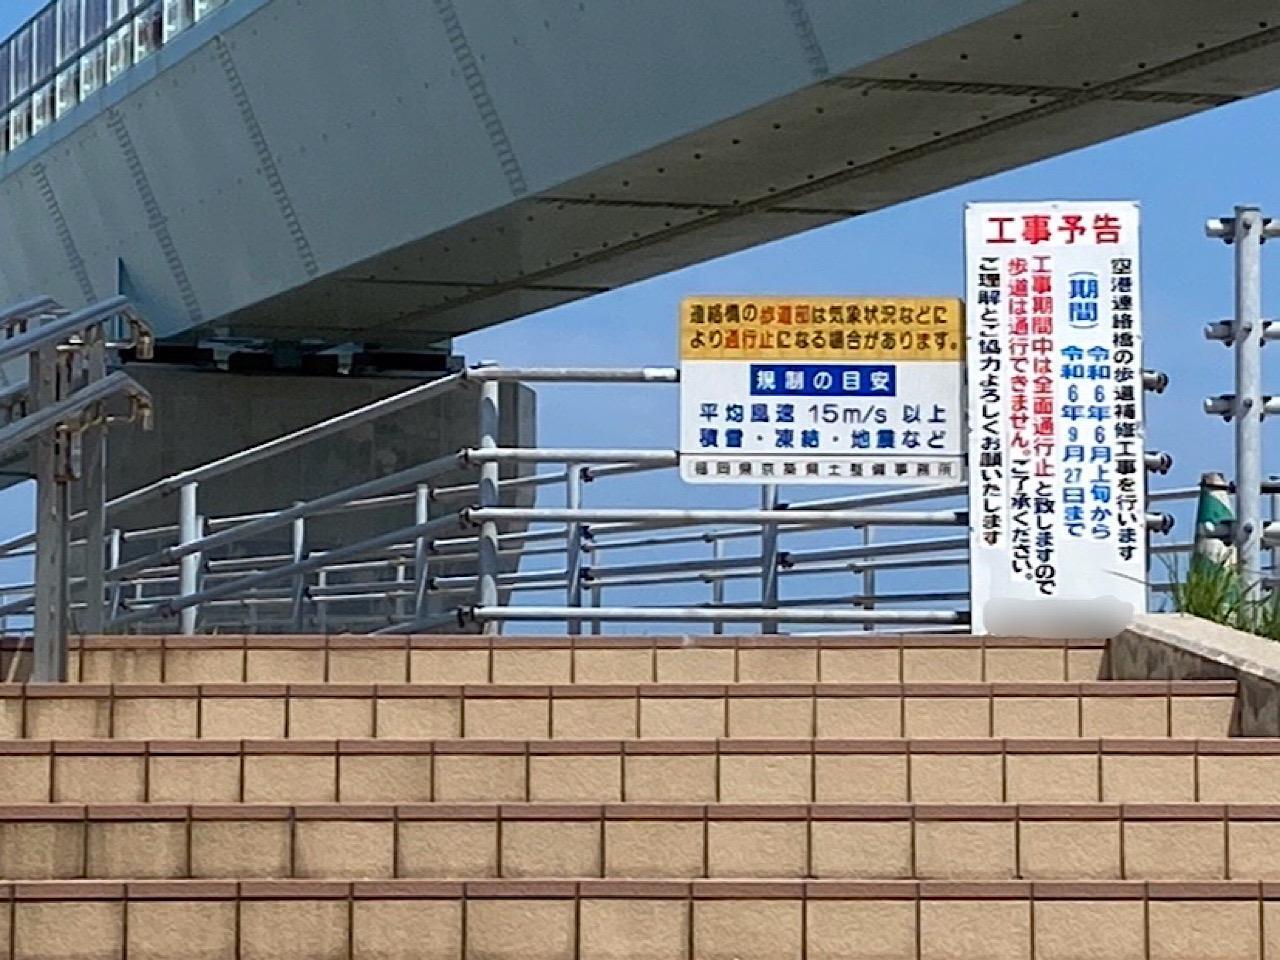 連絡橋の歩道部は気象状況などに
より通行止になる場合があります。
規制の目安
平均風速 15m/s 以上
積雪・凍結・地震など
福岡県京築県土整備事務所
工事予告
空港連絡橋の歩道補修工事を行います
(期間) 令和6年6月上旬から
令和6年9月27日まで
工事期間中は全面通行止と致しますので
歩道は通行できません。ご了承ください。
ご理解とご協力よろしくお願いいたします